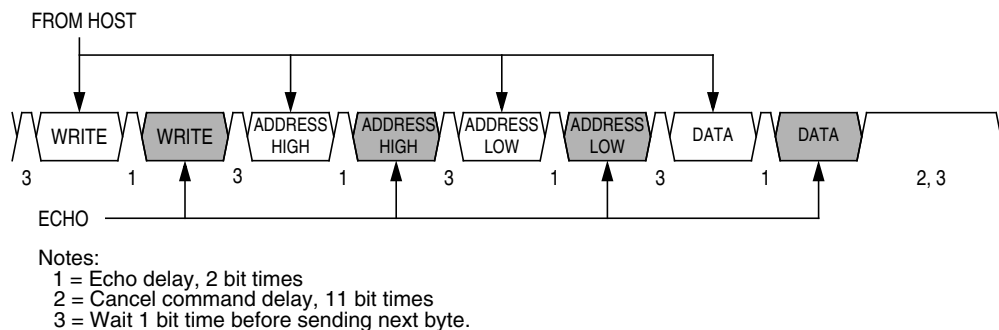 FROM HOST
WRITE WRITE ADDRESS HIGH ADDRESS HIGH ADDRESS LOW ADDRESS LOW DATA DATA
3 1 3 1 3 1 3 1 2, 3
ECHO
Notes:
1 = Echo delay, 2 bit times
2 = Cancel command delay, 11 bit times
3 = Wait 1 bit time before sending next byte.